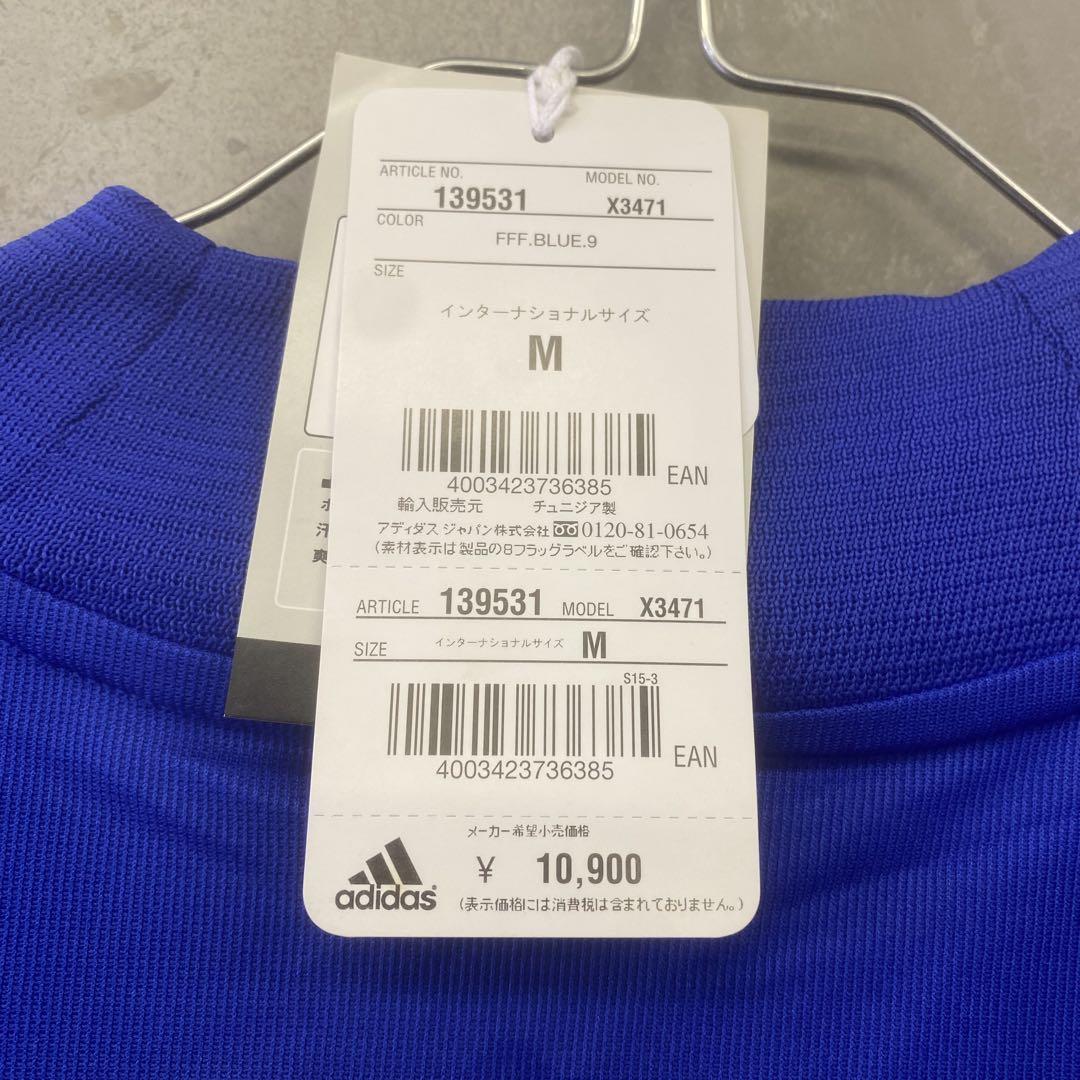 ARTICLE NO. MODEL NO.
139531 X3471
COLOR
FFF.BLUE.9
SIZE
インターナショナルサイズ
M
EAN
4003423736385
輸入販売元 チュニジア製
アディダス ジャパン株式会社 0120-81-0654
(素材表示は製品の8フラッグラベルをご確認下さい。)
ARTICLE 139531 MODEL X3471
SIZE インターナショナルサイズ M
S15-3
EAN
4003423736385
メーカー希望小売価格
¥ 10,900
adidas
(表示価格には消費税は含まれておりません。)
汗
爽